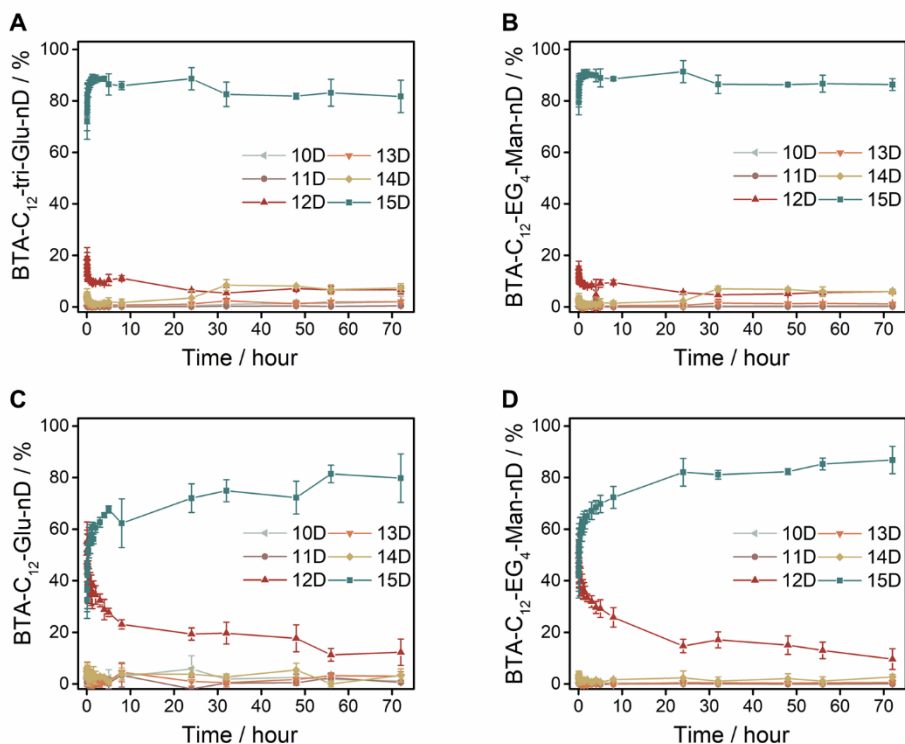 A
BTA-C₁₂-tri-Glu-nD / %
100
80
60
40
20
0
10D 13D
11D 14D
12D 15D
0 10 20 30 40 50 60 70
Time / hour
B
BTA-C₁₂-EG₄-Man-nD / %
100
80
60
40
20
0
10D 13D
11D 14D
12D 15D
0 10 20 30 40 50 60 70
Time / hour
C
BTA-C₁₂-Glu-nD / %
100
80
60
40
20
0
10D 13D
11D 14D
12D 15D
0 10 20 30 40 50 60 70
Time / hour
D
BTA-C₁₂-EG₄-Man-nD / %
100
80
60
40
20
0
10D 13D
11D 14D
12D 15D
0 10 20 30 40 50 60 70
Time / hour